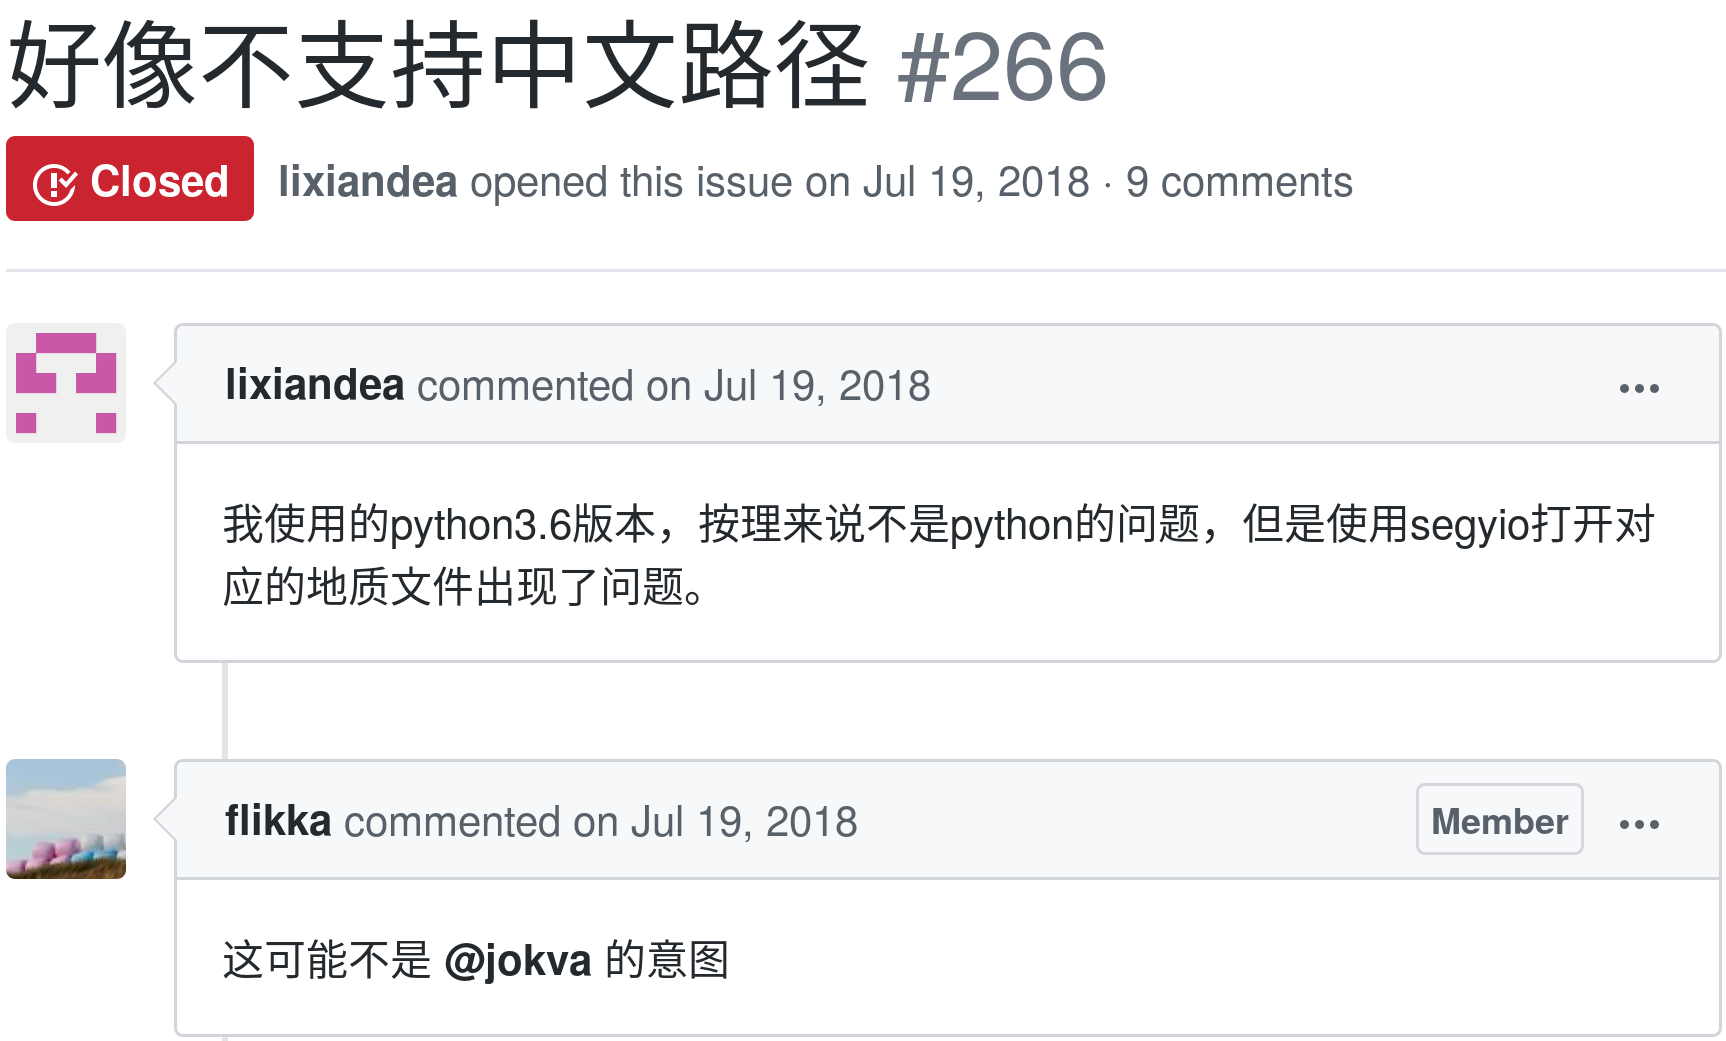 好像不支持中文路径 #266
Closed lixiandea opened this issue on Jul 19, 2018 · 9 comments
lixiandea commented on Jul 19, 2018
我使用的python3.6版本，按理来说不是python的问题，但是使用segyio打开对
应的地质文件出现了问题。
flikka commented on Jul 19, 2018 Member
这可能不是 @jokva 的意图